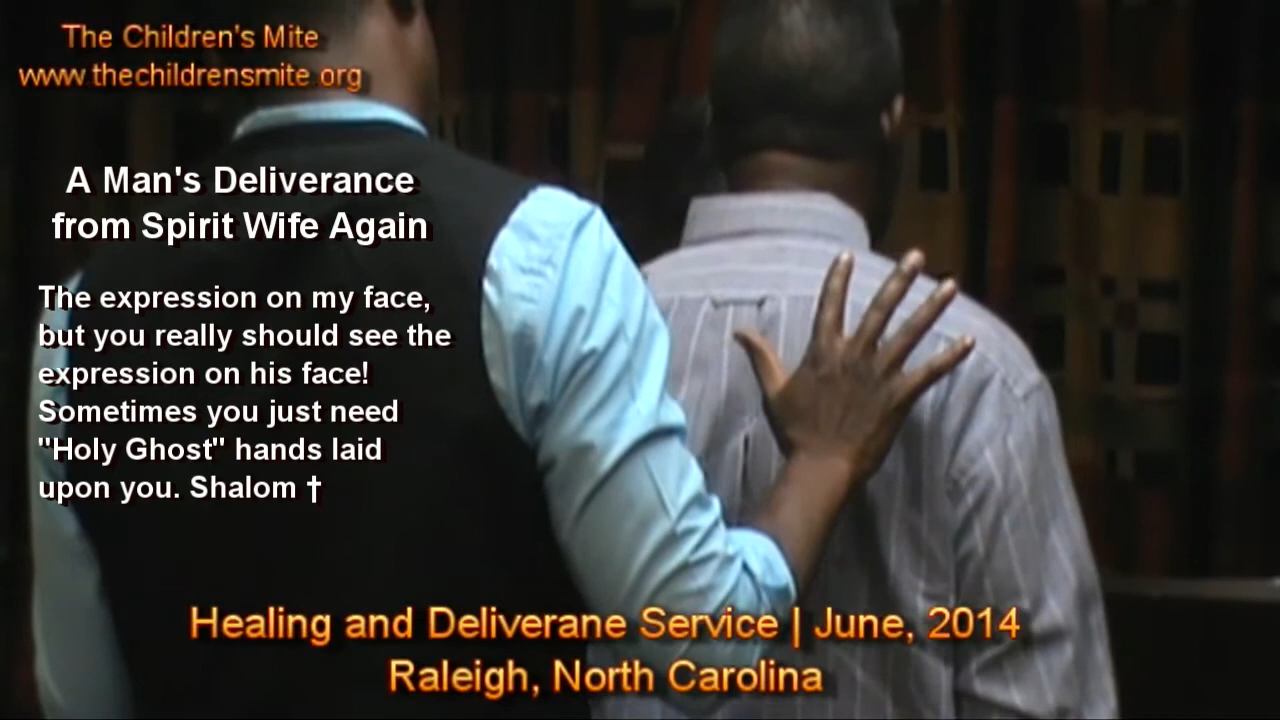 The Children's Mite
www.thechildrensmite.org
A Man's Deliverance
from Spirit Wife Again
The expression on my face,
but you really should see the
expression on his face!
Sometimes you just need
"Holy Ghost" hands laid
upon you. Shalom †
Healing and Deliverane Service | June, 2014
Raleigh, North Carolina